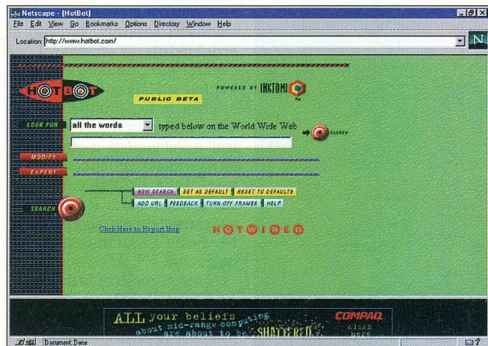 Netscape - [HotBot]
File Edit View Go Bookmarks Options Directory Window Help
Location: http://www.hotbot.com/
HOTBOT
POWERED BY INKTOMI
TM
PUBLIC BETA
LOOK FOR all the words typed below on the World Wide Web SEARCH
MODIFY
EXPERT
NEW SEARCH SET AS DEFAULT RESET TO DEFAULTS
SEARCH
ADD URL FEEDBACK TURN OFF FRAMES HELP
Click Here to Report Bug HOTWIRED
ALL your beliefs COMPAQ
about mid-range computing click
are about to be SHATTERED. here
Document Done